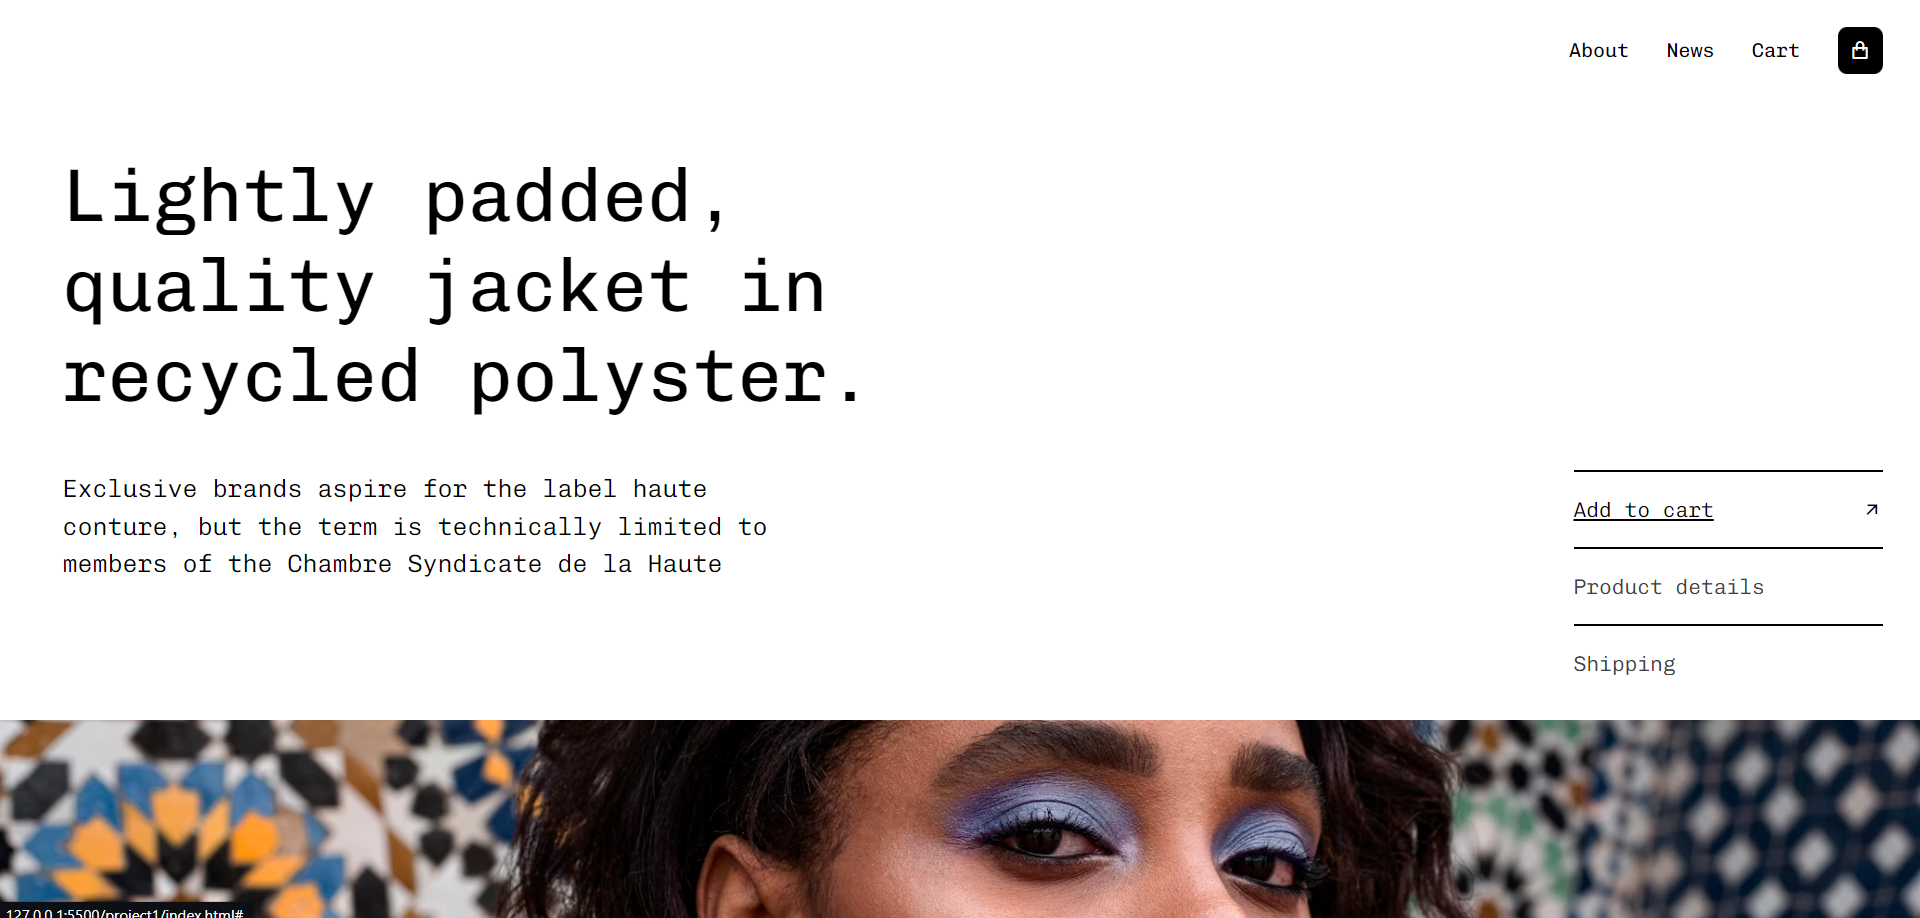 About News Cart
Lightly padded,
quality jacket in
recycled polyster.
Exclusive brands aspire for the label haute
conture, but the term is technically limited to
members of the Chambre Syndicate de la Haute
Add to cart
Product details
Shipping
127.0.0.1:5500/project1/index.html#